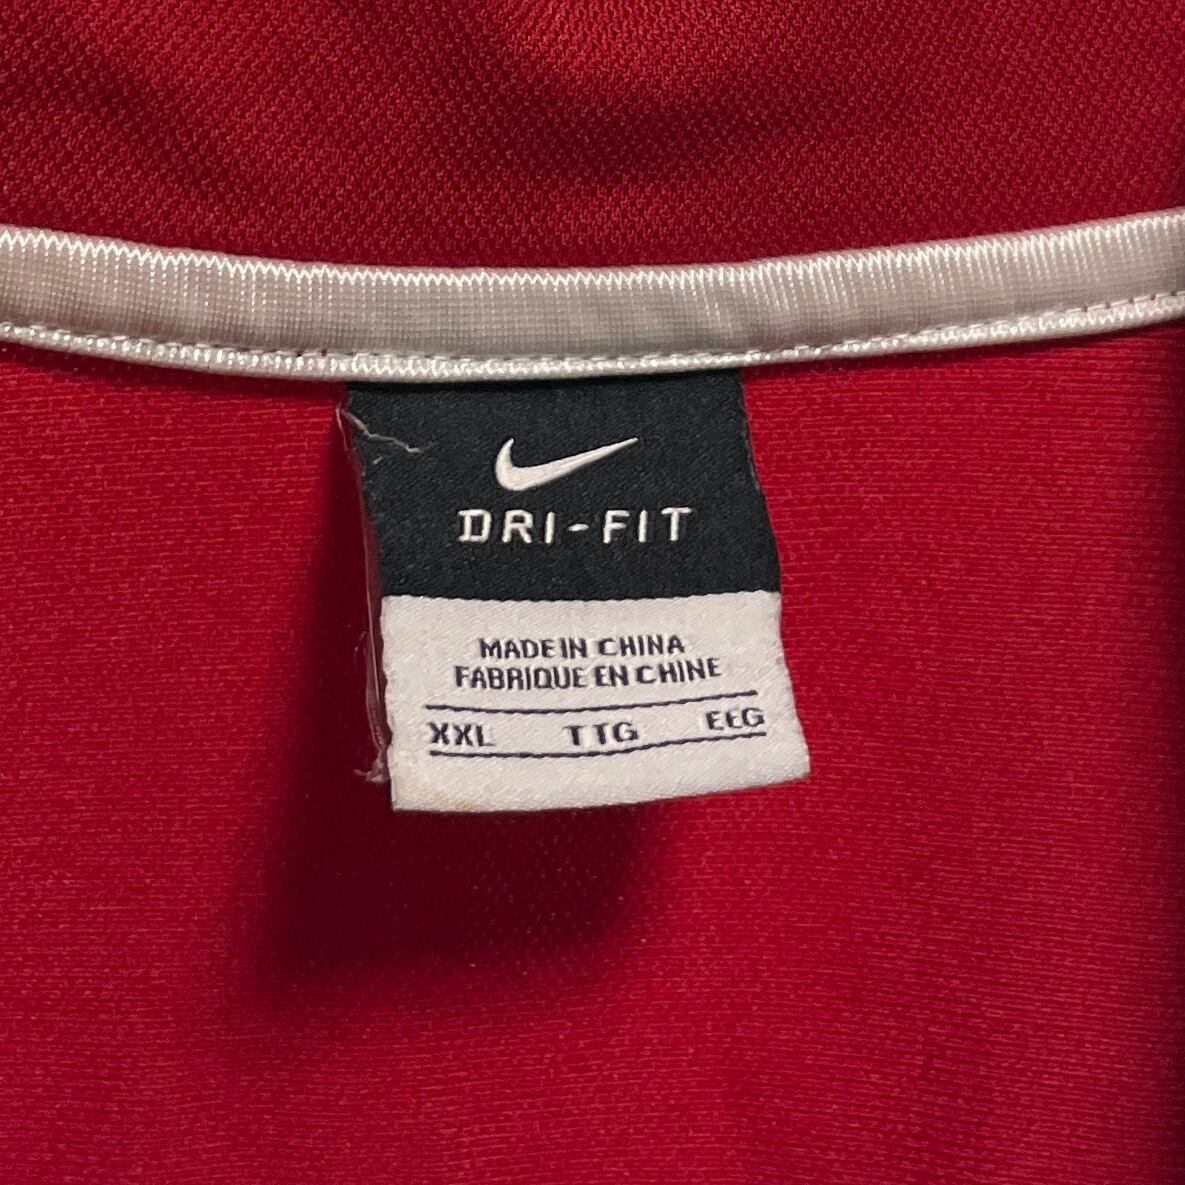 DRI-FIT
MADE IN CHINA
FABRIQUE EN CHINE
XXL TTG EEG